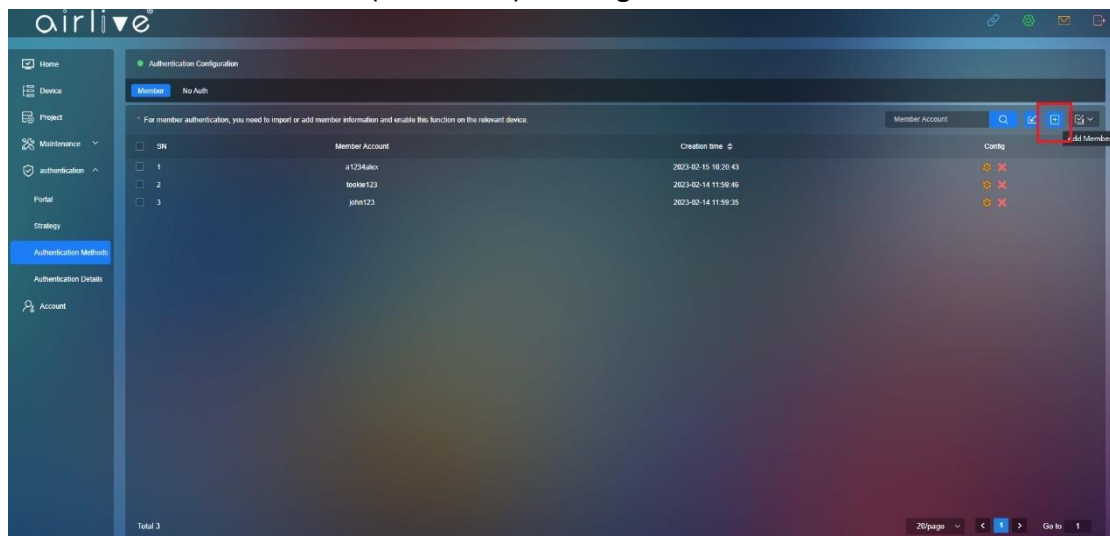 airlive
Home
Device
Project
Maintenance
authentication
Portal
Strategy
Authentication Methods
Authentication Details
Account
Authentication Configuration
Member No Auth
* For member authentication, you need to import or add member information and enable this function on the relevant device.
Member Account
Add Member
SN Member Account Creation time Config
1 a1234alex 2023-02-15 16:20:43
2 tookie123 2023-02-14 11:59:46
3 john123 2023-02-14 11:59:35
Total 3 20/page 1 Go to 1